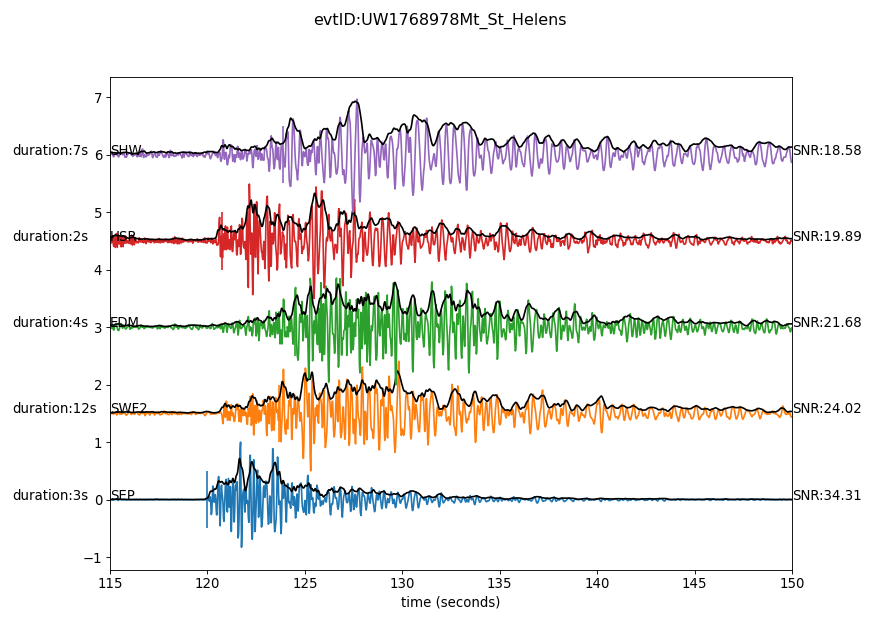 evtID:UW1768978Mt_St_Helens
7
duration:7s SHW SNR:18.58
6
5
duration:2s HSR SNR:19.89
4
duration:4s EDM SNR:21.68
3
2
duration:12s SWF2 SNR:24.02
1
duration:3s SEP SNR:34.31
0
−1
115 120 125 130 135 140 145 150
time (seconds)